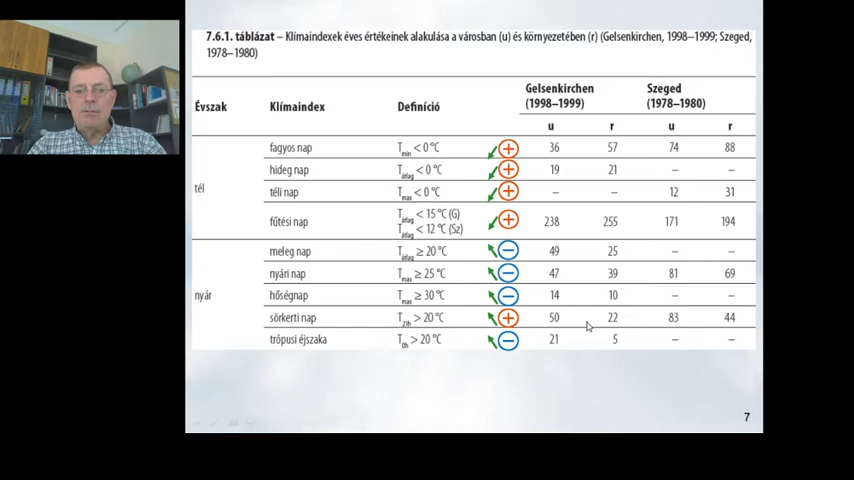 7.6.1. táblázat – Klímaindexek éves értékeinek alakulása a városban (u) és környezetében (r) (Gelsenkirchen, 1998–1999; Szeged,
1978–1980)
Évszak Klímaindex Definíció Gelsenkirchen (1998–1999) Szeged (1978–1980)
u r u r
tél
fagyos nap Tmin < 0 °C + 36 57 74 88
hideg nap Tátlag < 0 °C + 19 21 – –
téli nap Tmax < 0 °C + – – 12 31
fűtési nap Tátlag < 15 °C (G) + 238 255 171 194
Tátlag < 12 °C (Sz)
nyár
meleg nap Tátlag ≥ 20 °C − 49 25 – –
nyári nap Tmax ≥ 25 °C − 47 39 81 69
hőségnap Tmax ≥ 30 °C − 14 10 – –
sörkerti nap T21h > 20 °C + 50 22 83 44
trópusi éjszaka T0h > 20 °C − 21 5 – –
7